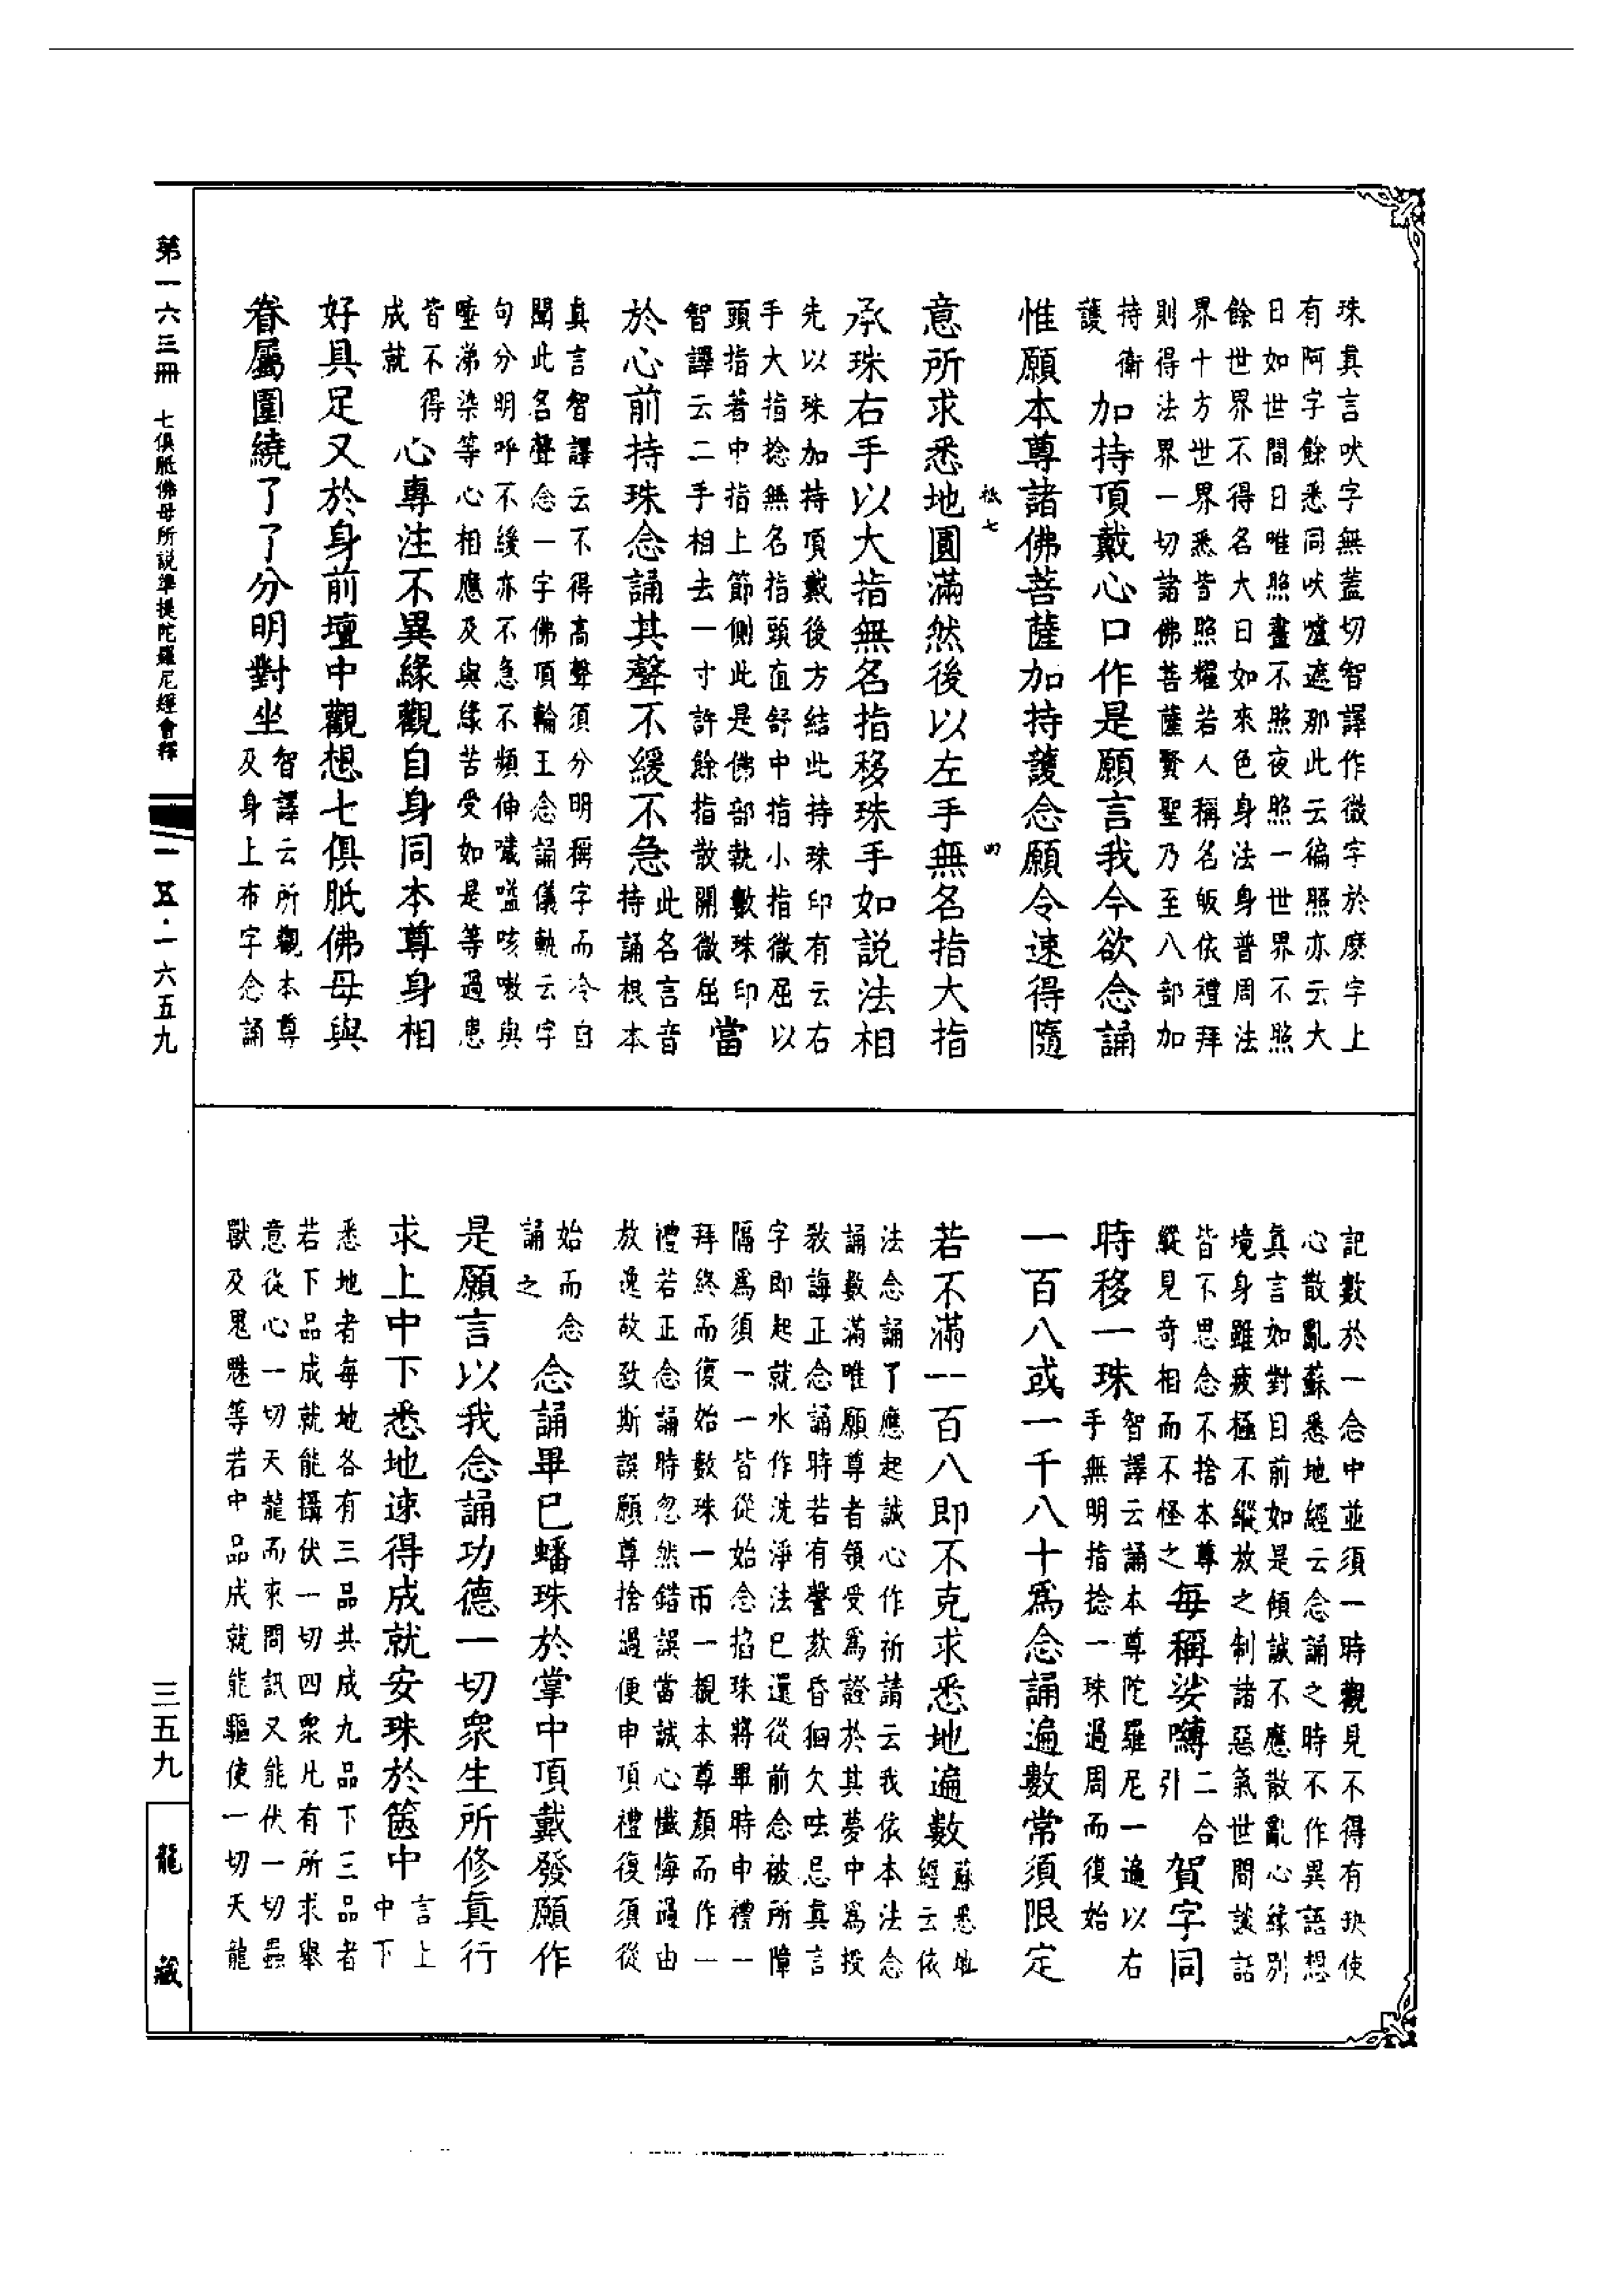 珠真言吠字無蓋切智譯作微字於麽字上
有阿字餘悉同吠嚧遮那此云徧照亦云大
日如世間日唯照晝不照夜照一世界不照
餘世界不得名大日如來色身法身普周法
界十方世界悉皆照耀若人稱名皈依禮拜
則得法界一切諸佛菩薩賢聖乃至八部加
持衛
護
加持頂戴心口作是願言我今欲念誦
惟願本尊諸佛菩薩加持護念願令速得隨
意所求悉地圓滿然後以左手無名指大指
承珠右手以大指無名指移珠手如說法相
先以珠加持頂戴後方結此持珠印有云右
手大指捻無名指頭直舒中指小指微屈以
頭指著中指上節側此是佛部執數珠印
智譯云二手相去一寸許餘指散開微屈
當
於心前持珠念誦其聲不緩不急
此名言音
持誦根本
真言智譯云不得高聲須分明稱字而冷自
聞此名聲念一字佛頂輪王念誦儀軌云字
句分明呼不緩亦不急不頻伸嚱嗌咳嗽與
唾涕染等心相應及與緣苦受如是等過患
皆不得
成就
心專注不異緣觀自身同本尊身相
好具足又於身前壇中觀想七俱胝佛母與
眷屬圍繞了了分明對坐
智譯云所觀本尊
及身上布字念誦
記數於一念中並須一時觀見不得有玦使
心散亂蘇悉地經云念誦之時不作異語想
真言如對目前如是傾誠不應散亂心緣別
境身雖疲極不縱放之制諸惡氣世間談話
皆不思念不捨本尊
縱見奇相而不怪之
每稱娑嚩
二合
引
賀字同
時移一珠
智譯云誦本尊陀羅尼一遍以右
手無明指捻一珠過周而復始
一百八或一千八十爲念誦遍數常須限定
若不滿一百八即不克求悉地遍數
蘇悉地
經云依
法念誦了應起誠心作祈請云我依本法念
誦數滿唯願尊者領受爲證於其夢中爲授
敎誨正念誦時若有謦欬昏徊欠呿忌真言
字即起就水作洗淨法已還從前念被所障
隔爲須一一皆從始念掐珠將畢時申禮一
拜終而復始數珠一帀一觀本尊顏而作一
禮若正念誦時忽然錯誤當誠心懺悔過由
放逸故致斯誤願尊捨過便申頂禮復須從
始而念
誦之
念誦畢已蟠珠於掌中頂戴發願作
是願言以我念誦功德一切衆生所修真行
求上中下悉地速得成就安珠於篋中
言上
中下
悉地者每地各有三品共成九品下三品者
若下品成就能攝伏一切四衆凡有所求舉
意從心一切天龍而來問訊又能伏一切蟲
獸及鬼魅等若中品成就能驅使一切天龍
祇七
四
第一六三冊 七俱胝佛母所說準提陀羅尼經會釋
一五·一六五九
三五九
龍藏